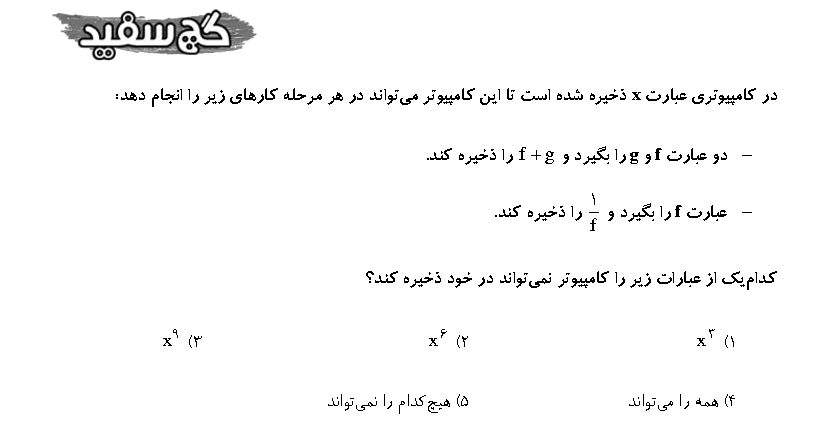 گچ سفید
در کامپیوتری عبارت x ذخیره شده است تا این کامپیوتر می‌تواند در هر مرحله کارهای زیر را انجام دهد:
– دو عبارت f و g را بگیرد و f + g را ذخیره کند.
– عبارت f را بگیرد و ۱/f را ذخیره کند.
کدام‌یک از عبارات زیر را کامپیوتر نمی‌تواند در خود ذخیره کند؟
۱) x^۳ ۲) x^۶ ۳) x^۹
۴) همه را می‌تواند ۵) هیچ‌کدام را نمی‌تواند